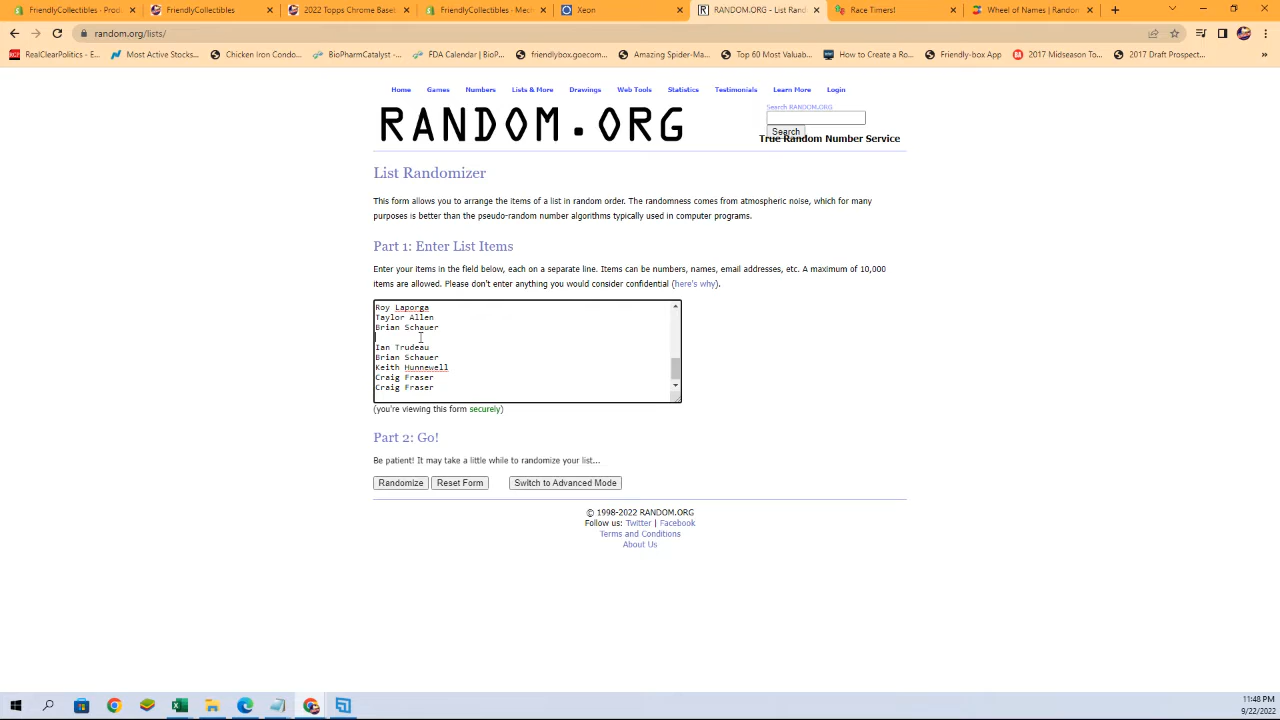 FriendlyCollectibles - Produc
FriendlyCollectibles
2022 Topps Chrome Baseball
FriendlyCollectibles - Mech
Xeon
RANDOM.ORG - List Rand
Race Timers!
Wheel of Names | Random
random.org/lists/
RealClearPolitics - E...
Most Active Stocks...
Chicken Iron Condo...
BioPharmCatalyst -...
FDA Calendar | BioP...
friendlybox.goecom...
Amazing Spider-Ma...
Top 60 Most Valuab...
How to Create a Ro...
Friendly-box App
2017 Midseason To...
2017 Draft Prospect...
Home
Games
Numbers
Lists & More
Drawings
Web Tools
Statistics
Testimonials
Learn More
Login
RANDOM.ORG
Search RANDOM.ORG
Search
True Random Number Service
List Randomizer
This form allows you to arrange the items of a list in random order. The randomness comes from atmospheric noise, which for many
purposes is better than the pseudo-random number algorithms typically used in computer programs.
Part 1: Enter List Items
Enter your items in the field below, each on a separate line. Items can be numbers, names, email addresses, etc. A maximum of 10,000
items are allowed. Please don't enter anything you would consider confidential (here's why).
Roy Laporga
Taylor Allen
Brian Schauer
Ian Trudeau
Brian Schauer
Keith Hunnewell
Craig Fraser
Craig Fraser
(you're viewing this form securely)
Part 2: Go!
Be patient! It may take a little while to randomize your list...
Randomize
Reset Form
Switch to Advanced Mode
© 1998-2022 RANDOM.ORG
Follow us: Twitter | Facebook
Terms and Conditions
About Us
11:48 PM
9/22/2022